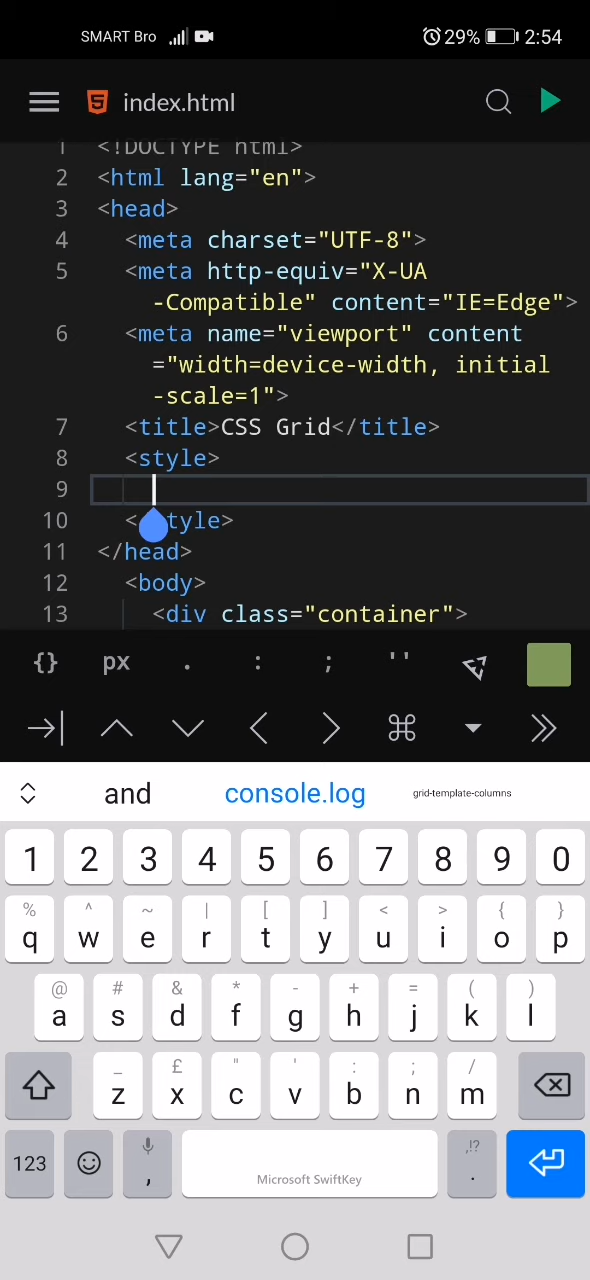 SMART Bro 29% 2:54
index.html
1 <!DOCTYPE html>
2 <html lang="en">
3 <head>
4 <meta charset="UTF-8">
5 <meta http-equiv="X-UA
-Compatible" content="IE=Edge">
6 <meta name="viewport" content
="width=device-width, initial
-scale=1">
7 <title>CSS Grid</title>
8 <style>
9
10 < tyle>
11 </head>
12 <body>
13 <div class="container">
{} px . : ; ''
and console.log grid-template-columns
1 2 3 4 5 6 7 8 9 0
% ^ ~ | [ ] < > { }
q w e r t y u i o p
@ # & * - + = ( )
a s d f g h j k l
_ £ " ' : ; /
z x c v b n m
123 , Microsoft SwiftKey ,!? .